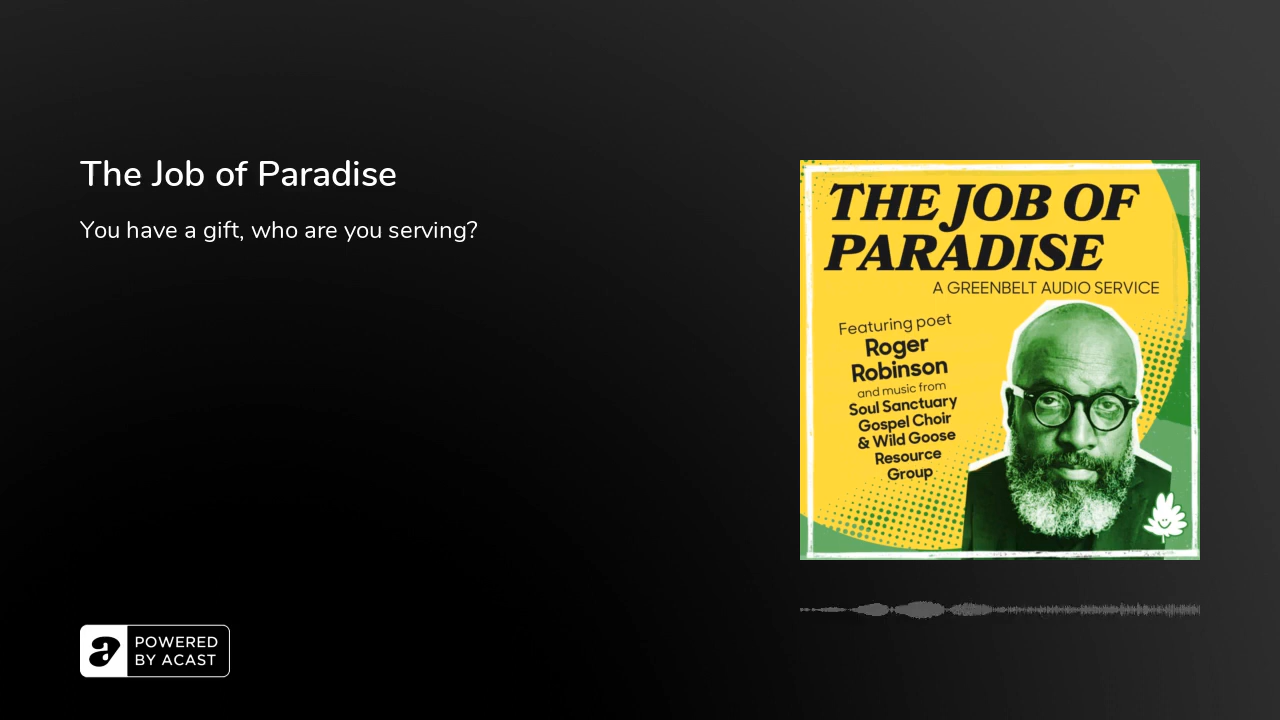 The Job of Paradise
You have a gift, who are you serving?
THE JOB OF
PARADISE
A GREENBELT AUDIO SERVICE
Featuring poet
Roger
Robinson
and music from
Soul Sanctuary
Gospel Choir
& Wild Goose
Resource
Group
a POWERED
BY ACAST